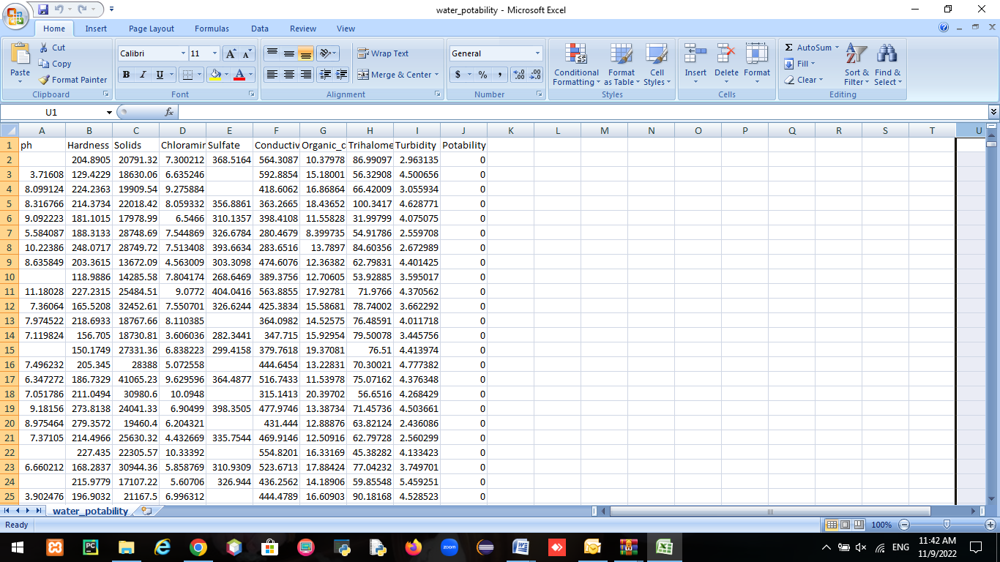 water_potability - Microsoft Excel
Home Insert Page Layout Formulas Data Review View
Paste Cut Copy Format Painter Clipboard
Calibri 11 A A B I U A Font
Wrap Text Merge & Center Alignment
General $ % , .00 .00 Number
Conditional Formatting Format as Table Cell Styles Styles
Insert Delete Format Cells
Σ AutoSum Fill Clear Sort & Filter Find & Select Editing
U1 fx
A B C D E F G H I J K L M N O P Q R S T U
1 ph Hardness Solids Chloramin Sulfate Conductiv Organic_c Trihalome Turbidity Potability
2 204.8905 20791.32 7.300212 368.5164 564.3087 10.37978 86.99097 2.963135 0
3 3.71608 129.4229 18630.06 6.635246 592.8854 15.18001 56.32908 4.500656 0
4 8.099124 224.2363 19909.54 9.275884 418.6062 16.86864 66.42009 3.055934 0
5 8.316766 214.3734 22018.42 8.059332 356.8861 363.2665 18.43652 100.3417 4.628771 0
6 9.092223 181.1015 17978.99 6.5466 310.1357 398.4108 11.55828 31.99799 4.075075 0
7 5.584087 188.3133 28748.69 7.544869 326.6784 280.4679 8.399735 54.91786 2.559708 0
8 10.22386 248.0717 28749.72 7.513408 393.6634 283.6516 13.7897 84.60356 2.672989 0
9 8.635849 203.3615 13672.09 4.563009 303.3098 474.6076 12.36382 62.79831 4.401425 0
10 118.9886 14285.58 7.804174 268.6469 389.3756 12.70605 53.92885 3.595017 0
11 11.18028 227.2315 25484.51 9.0772 404.0416 563.8855 17.92781 71.9766 4.370562 0
12 7.36064 165.5208 32452.61 7.550701 326.6244 425.3834 15.58681 78.74002 3.662292 0
13 7.974522 218.6933 18767.66 8.110385 364.0982 14.52575 76.48591 4.011718 0
14 7.119824 156.705 18730.81 3.606036 282.3441 347.715 15.92954 79.50078 3.445756 0
15 150.1749 27331.36 6.838223 299.4158 379.7618 19.37081 76.51 4.413974 0
16 7.496232 205.345 28388 5.072558 444.6454 13.22831 70.30021 4.777382 0
17 6.347272 186.7329 41065.23 9.629596 364.4877 516.7433 11.53978 75.07162 4.376348 0
18 7.051786 211.0494 30980.6 10.0948 315.1413 20.39702 56.6516 4.268429 0
19 9.18156 273.8138 24041.33 6.90499 398.3505 477.9746 13.38734 71.45736 4.503661 0
20 8.975464 279.3572 19460.4 6.204321 431.444 12.88876 63.82124 2.436086 0
21 7.37105 214.4966 25630.32 4.432669 335.7544 469.9146 12.50916 62.79728 2.560299 0
22 227.435 22305.57 10.33392 554.8201 16.33169 45.38282 4.133423 0
23 6.660212 168.2837 30944.36 5.858769 310.9309 523.6713 17.88424 77.04232 3.749701 0
24 215.9779 17107.22 5.60706 326.944 436.2562 14.18906 59.85548 5.459251 0
25 3.902476 196.9032 21167.5 6.996312 444.4789 16.60903 90.18168 4.528523 0
water_potability
Ready 100%
PC zoom ENG 11:42 AM
11/9/2022